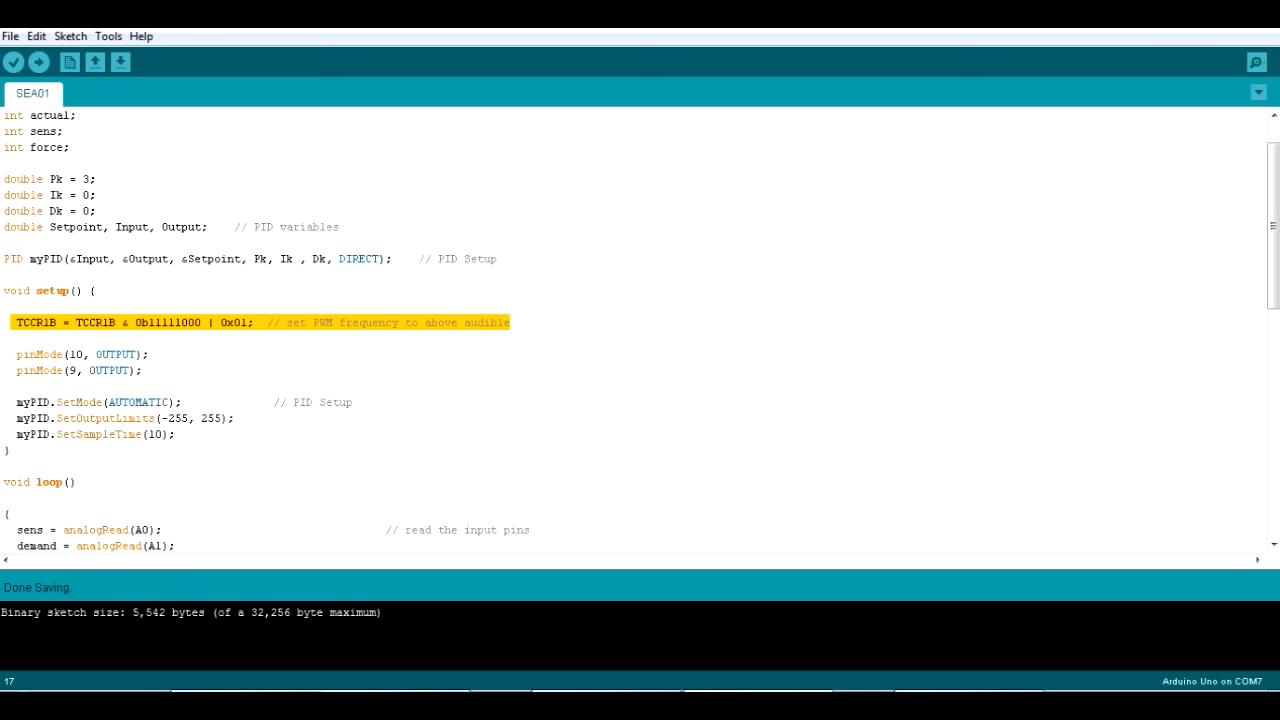 File Edit Sketch Tools Help
SEA01
int actual;
int sens;
int force;
double Pk = 3;
double Ik = 0;
double Dk = 0;
double Setpoint, Input, Output; // PID variables
PID myPID(&Input, &Output, &Setpoint, Pk, Ik , Dk, DIRECT); // PID Setup
void setup() {
TCCR1B = TCCR1B & 0b11111000 | 0x01; // set PWM frequency to above audible
pinMode(10, OUTPUT);
pinMode(9, OUTPUT);
myPID.SetMode(AUTOMATIC); // PID Setup
myPID.SetOutputLimits(-255, 255);
myPID.SetSampleTime(10);
}
void loop()
{
sens = analogRead(A0); // read the input pins
demand = analogRead(A1);
Done Saving.
Binary sketch size: 5,542 bytes (of a 32,256 byte maximum)
17 Arduino Uno on COM7